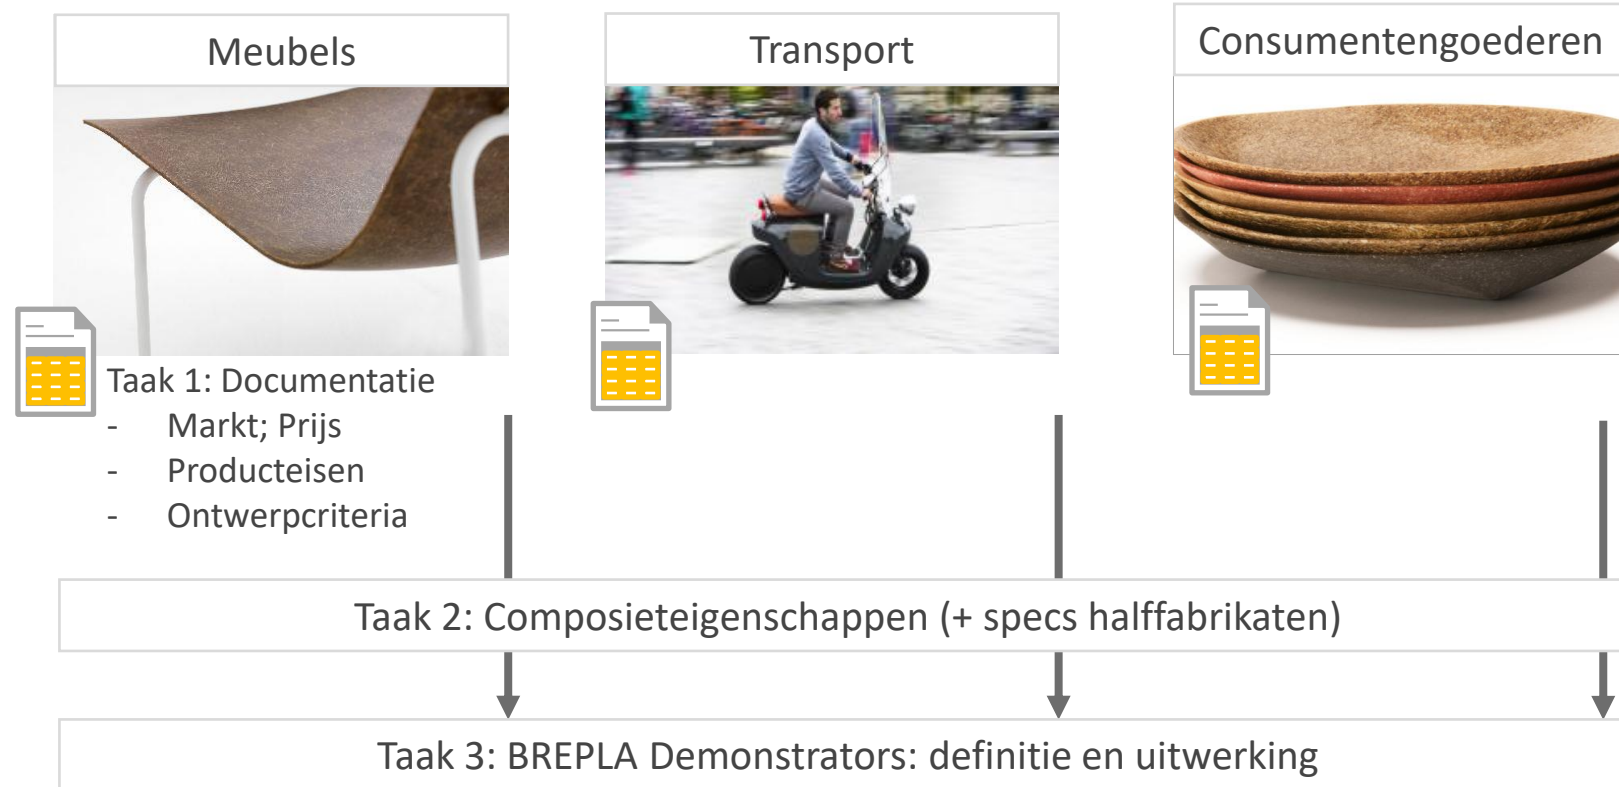 Meubels
Transport
Consumentengoederen
Taak 1: Documentatie
- Markt; Prijs
- Producteisen
- Ontwerpcriteria
Taak 2: Composieteigenschappen (+ specs halffabrikaten)
Taak 3: BREPLA Demonstrators: definitie en uitwerking